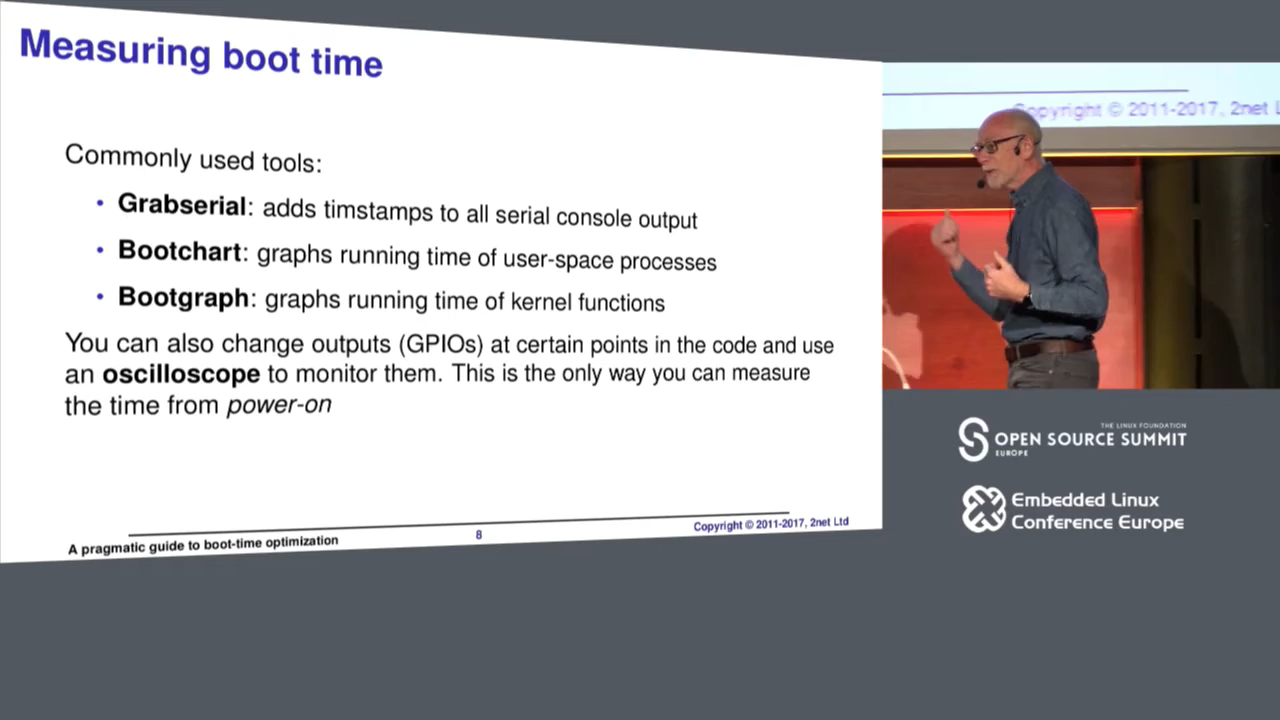 Measuring boot time
Commonly used tools:
• Grabserial: adds timstamps to all serial console output
• Bootchart: graphs running time of user-space processes
• Bootgraph: graphs running time of kernel functions
You can also change outputs (GPIOs) at certain points in the code and use
an oscilloscope to monitor them. This is the only way you can measure
the time from power-on
A pragmatic guide to boot-time optimization
8
Copyright © 2011-2017, 2net Ltd
Copyright © 2011-2017, 2net L
THE LINUX FOUNDATION
OPEN SOURCE SUMMIT
EUROPE
Embedded Linux
Conference Europe